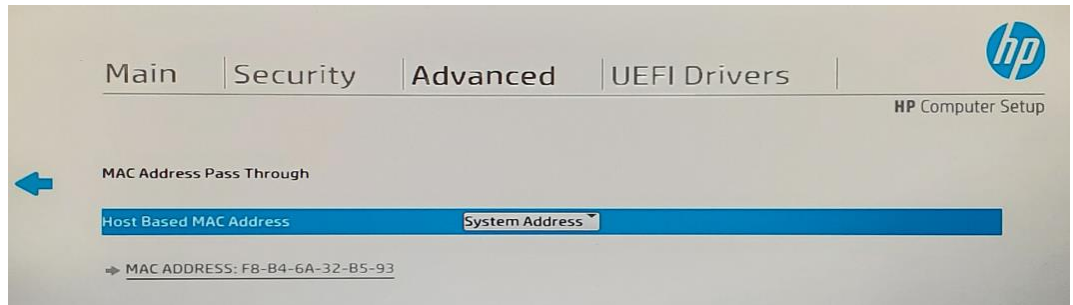 hp
Main Security Advanced UEFI Drivers
HP Computer Setup
MAC Address Pass Through
Host Based MAC Address System Address
MAC ADDRESS: F8-B4-6A-32-B5-93